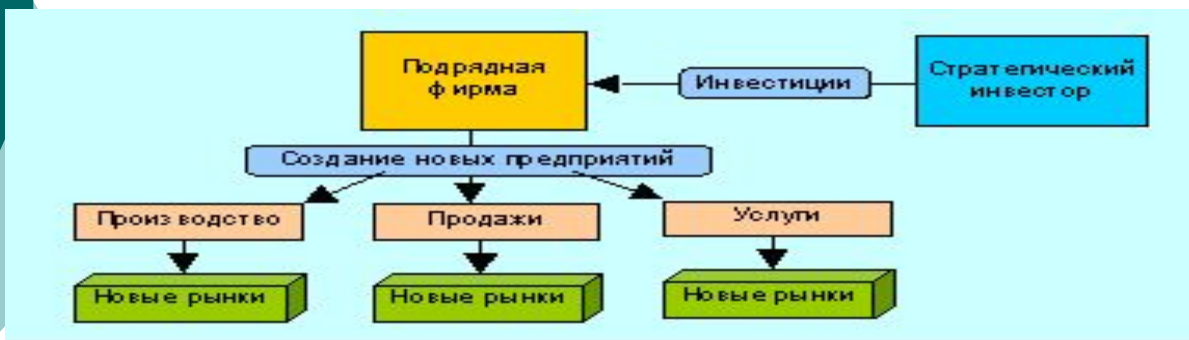 Подрядная
фирма
Инвестиции
Стратегический
инвестор
Создание новых предприятий
Производство
Продажи
Услуги
Новые рынки
Новые рынки
Новые рынки